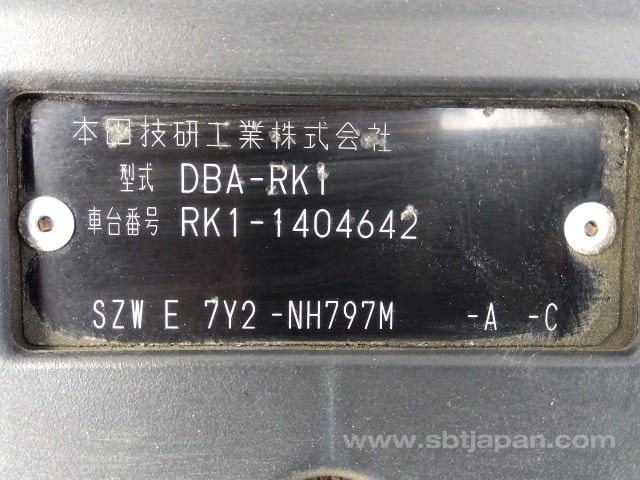 本田技研工業株式会社
型式 DBA-RK1
車台番号 RK1-1404642
SZW E 7Y2 -NH797M -A -C
www.sbtjapan.com